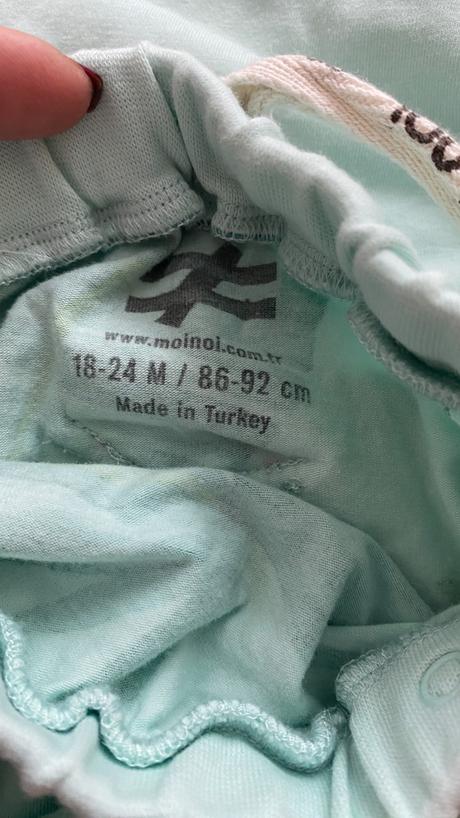 www.moinoi.com.tr
18-24 M / 86-92 cm
Made in Turkey